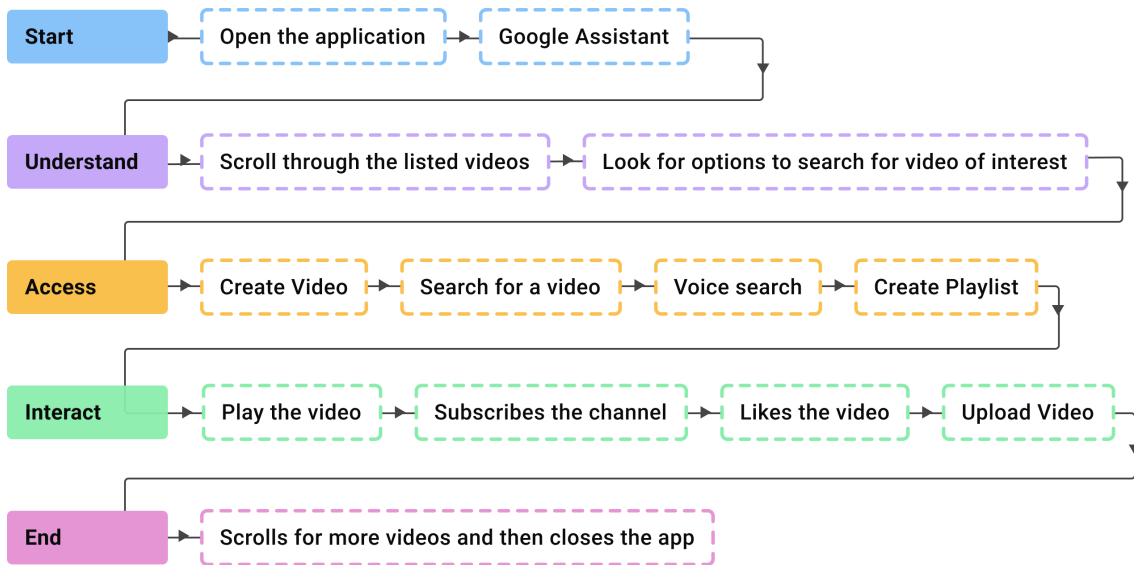 Start
Open the application
Google Assistant
Understand
Scroll through the listed videos
Look for options to search for video of interest
Access
Create Video
Search for a video
Voice search
Create Playlist
Interact
Play the video
Subscribes the channel
Likes the video
Upload Video
End
Scrolls for more videos and then closes the app